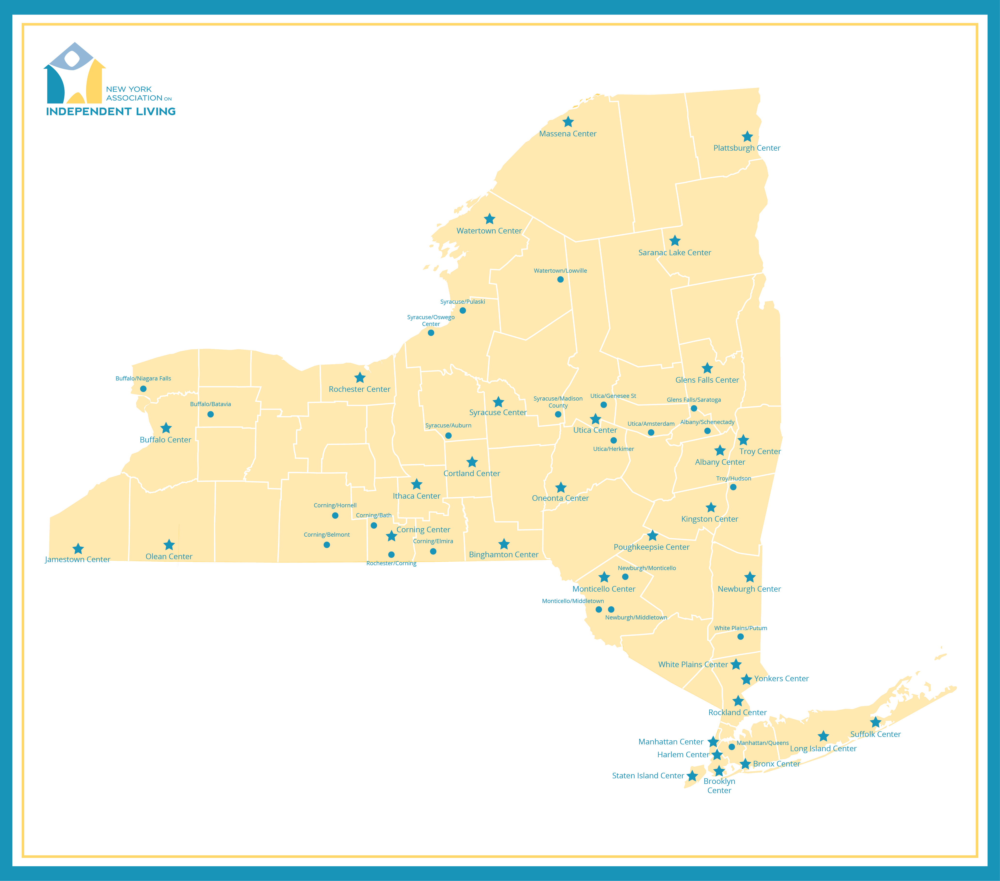 NEW YORK
ASSOCIATION ON
INDEPENDENT LIVING
Massena Center
Plattsburgh Center
Watertown Center
Saranac Lake Center
Watertown/Lowville
Syracuse/Pulaski
Syracuse/Oswego
Center
Buffalo/Niagara Falls
Rochester Center
Glens Falls Center
Buffalo/Batavia
Syracuse Center
Syracuse/Madison
County
Utica/Genesee St
Glens Falls/Saratoga
Buffalo Center
Syracuse/Auburn
Utica Center
Utica/Amsterdam
Albany/Schenectady
Utica/Herkimer
Troy Center
Albany Center
Cortland Center
Troy/Hudson
Ithaca Center
Oneonta Center
Corning/Hornell
Corning/Bath
Kingston Center
Corning Center
Corning/Belmont
Corning/Elmira
Poughkeepsie Center
Jamestown Center
Olean Center
Binghamton Center
Rochester/Corning
Newburgh/Monticello
Monticello Center
Newburgh Center
Monticello/Middletown
Newburgh/Middletown
White Plains/Putum
White Plains Center
Yonkers Center
Rockland Center
Suffolk Center
Manhattan Center
Manhattan/Queens
Long Island Center
Harlem Center
Bronx Center
Staten Island Center
Brooklyn
Center